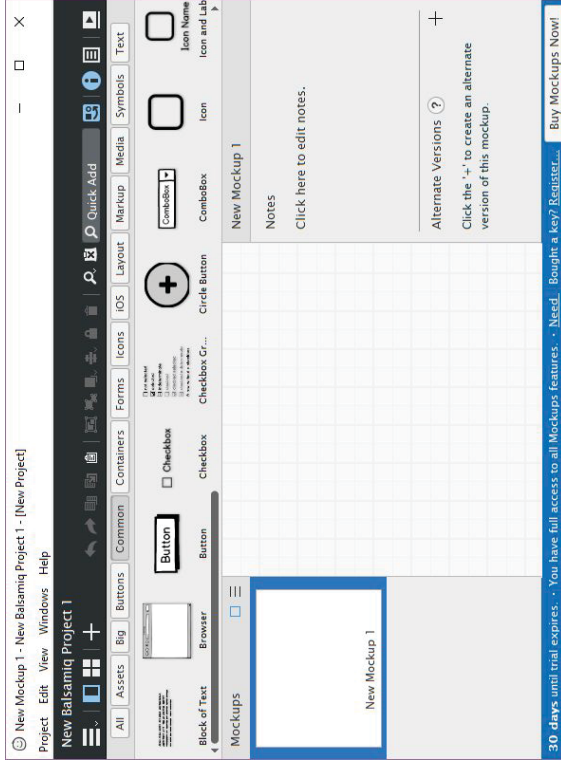 New Mockup 1 - New Balsamiq Project 1 - [New Project]
Project Edit View Windows Help
New Balsamiq Project 1
Quick Add
All Assets Big Buttons Common Containers Forms Icons iOS Layout Markup Media Symbols Text
Button
Checkbox
ComboBox
Icon Name
Block of Text Browser Button Checkbox Checkbox Gr... Circle Button ComboBox Icon Icon and Lab
Mockups
New Mockup 1
New Mockup 1
Notes
Click here to edit notes.
Alternate Versions ?
Click the '+' to create an alternate
version of this mockup.
30 days until trial expires. · You have full access to all Mockups features. · Need Bought a key? Register... Buy Mockups Now!